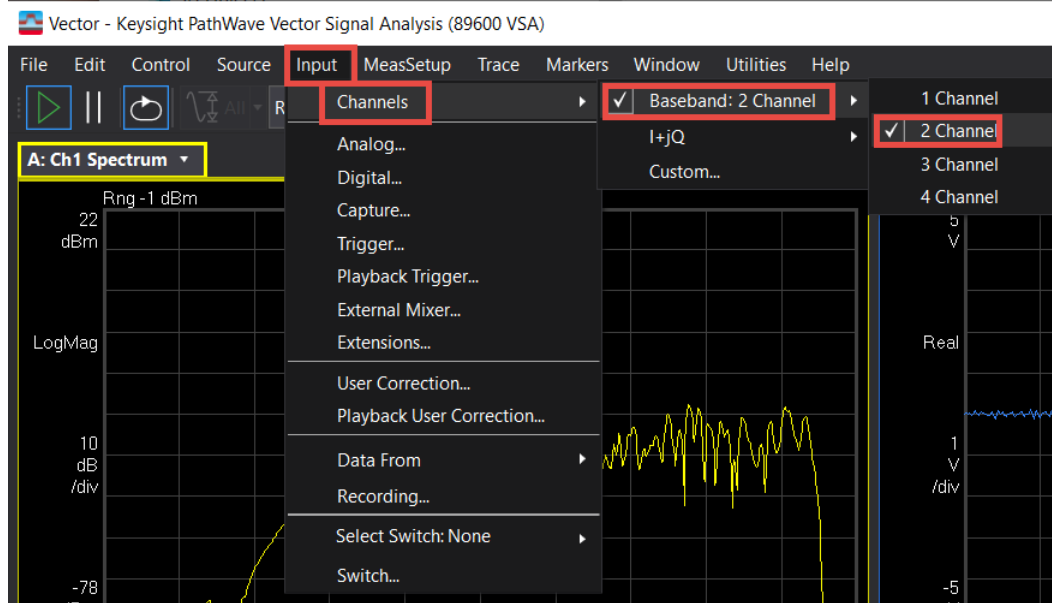 Vector - Keysight PathWave Vector Signal Analysis (89600 VSA)
File Edit Control Source Input MeasSetup Trace Markers Window Utilities Help
All R
A: Ch1 Spectrum
Rng -1 dBm
22
dBm
LogMag
10
dB
/div
-78
Channels
Analog...
Digital...
Capture...
Trigger...
Playback Trigger...
External Mixer...
Extensions...
User Correction...
Playback User Correction...
Data From
Recording...
Select Switch: None
Switch...
Baseband: 2 Channel
I+jQ
Custom...
1 Channel
2 Channel
3 Channel
4 Channel
5
V
Real
1
V
/div
-5